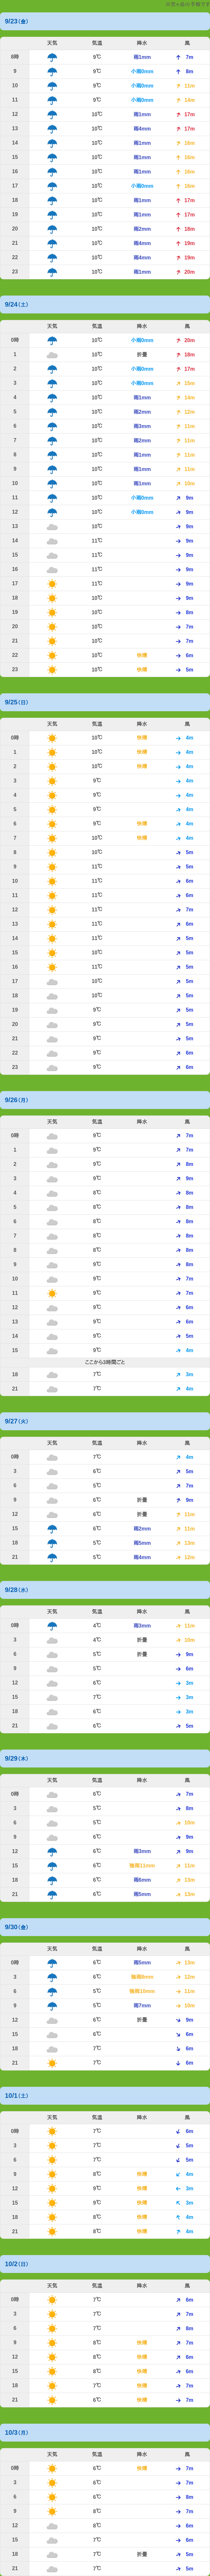 9/23(金)
天気 気温 降水 風
8時 9℃ 雨1mm 7m
9 9℃ 小雨0mm 8m
10 9℃ 小雨0mm 11m
11 9℃ 小雨0mm 14m
12 10℃ 雨1mm 17m
13 10℃ 雨4mm 17m
14 10℃ 雨1mm 16m
15 10℃ 雨1mm 16m
16 10℃ 雨1mm 16m
17 10℃ 小雨0mm 16m
18 10℃ 雨1mm 17m
19 10℃ 雨1mm 17m
20 10℃ 雨2mm 18m
21 10℃ 雨4mm 19m
22 10℃ 雨4mm 19m
23 10℃ 雨1mm 20m
9/24(土)
天気 気温 降水 風
0時 10℃ 小雨0mm 20m
1 10℃ 折畳 18m
2 10℃ 小雨0mm 17m
3 10℃ 小雨0mm 15m
4 10℃ 雨1mm 14m
5 10℃ 雨2mm 12m
6 10℃ 雨3mm 11m
7 10℃ 雨2mm 11m
8 10℃ 雨1mm 11m
9 10℃ 雨1mm 11m
10 10℃ 雨1mm 10m
11 10℃ 小雨0mm 9m
12 10℃ 小雨0mm 9m
13 10℃ 9m
14 11℃ 9m
15 11℃ 9m
16 11℃ 9m
17 11℃ 9m
18 10℃ 9m
19 10℃ 8m
20 10℃ 7m
21 10℃ 7m
22 10℃ 快晴 6m
23 10℃ 快晴 5m
9/25(日)
天気 気温 降水 風
0時 10℃ 快晴 4m
1 10℃ 快晴 4m
2 10℃ 快晴 4m
3 9℃ 4m
4 9℃ 4m
5 9℃ 4m
6 9℃ 快晴 4m
7 10℃ 快晴 4m
8 10℃ 5m
9 11℃ 5m
10 11℃ 6m
11 11℃ 6m
12 11℃ 7m
13 11℃ 6m
14 11℃ 5m
15 10℃ 5m
16 11℃ 5m
17 10℃ 5m
18 10℃ 5m
19 9℃ 5m
20 9℃ 5m
21 9℃ 5m
22 9℃ 6m
23 9℃ 6m
9/26(月)
天気 気温 降水 風
0時 9℃ 7m
1 9℃ 7m
2 9℃ 8m
3 9℃ 9m
4 8℃ 8m
5 8℃ 8m
6 8℃ 8m
7 8℃ 8m
8 8℃ 8m
9 9℃ 8m
10 9℃ 7m
11 9℃ 7m
12 9℃ 6m
13 9℃ 6m
14 9℃ 5m
15 9℃ 4m
ここから3時間ごと
18 7℃ 3m
21 7℃ 4m
9/27(火)
天気 気温 降水 風
0時 7℃ 4m
3 6℃ 5m
6 5℃ 7m
9 6℃ 折畳 9m
12 6℃ 折畳 11m
15 6℃ 雨2mm 11m
18 5℃ 雨5mm 13m
21 5℃ 雨4mm 12m
9/28(水)
天気 気温 降水 風
0時 4℃ 雨3mm 11m
3 4℃ 折畳 10m
6 5℃ 折畳 9m
9 5℃ 6m
12 6℃ 3m
15 7℃ 3m
18 6℃ 3m
21 6℃ 5m
9/29(木)
天気 気温 降水 風
0時 6℃ 7m
3 5℃ 8m
6 5℃ 10m
9 6℃ 9m
12 6℃ 雨3mm 9m
15 6℃ 強雨11mm 11m
18 6℃ 雨6mm 13m
21 6℃ 雨5mm 13m
9/30(金)
天気 気温 降水 風
0時 6℃ 雨5mm 13m
3 6℃ 強雨9mm 12m
6 5℃ 強雨10mm 11m
9 5℃ 雨7mm 10m
12 6℃ 折畳 9m
15 6℃ 6m
18 7℃ 6m
21 7℃ 6m
10/1(土)
天気 気温 降水 風
0時 7℃ 6m
3 7℃ 5m
6 7℃ 5m
9 8℃ 快晴 4m
12 9℃ 快晴 3m
15 9℃ 快晴 3m
18 8℃ 快晴 4m
21 8℃ 快晴 4m
10/2(日)
天気 気温 降水 風
0時 7℃ 6m
3 7℃ 7m
6 7℃ 8m
9 8℃ 快晴 7m
12 8℃ 快晴 6m
15 8℃ 快晴 6m
18 7℃ 快晴 7m
21 6℃ 快晴 7m
10/3(月)
天気 気温 降水 風
0時 6℃ 快晴 7m
3 6℃ 7m
6 6℃ 8m
9 8℃ 7m
12 8℃ 6m
15 7℃ 6m
18 7℃ 折畳 5m
21 7℃ 5m